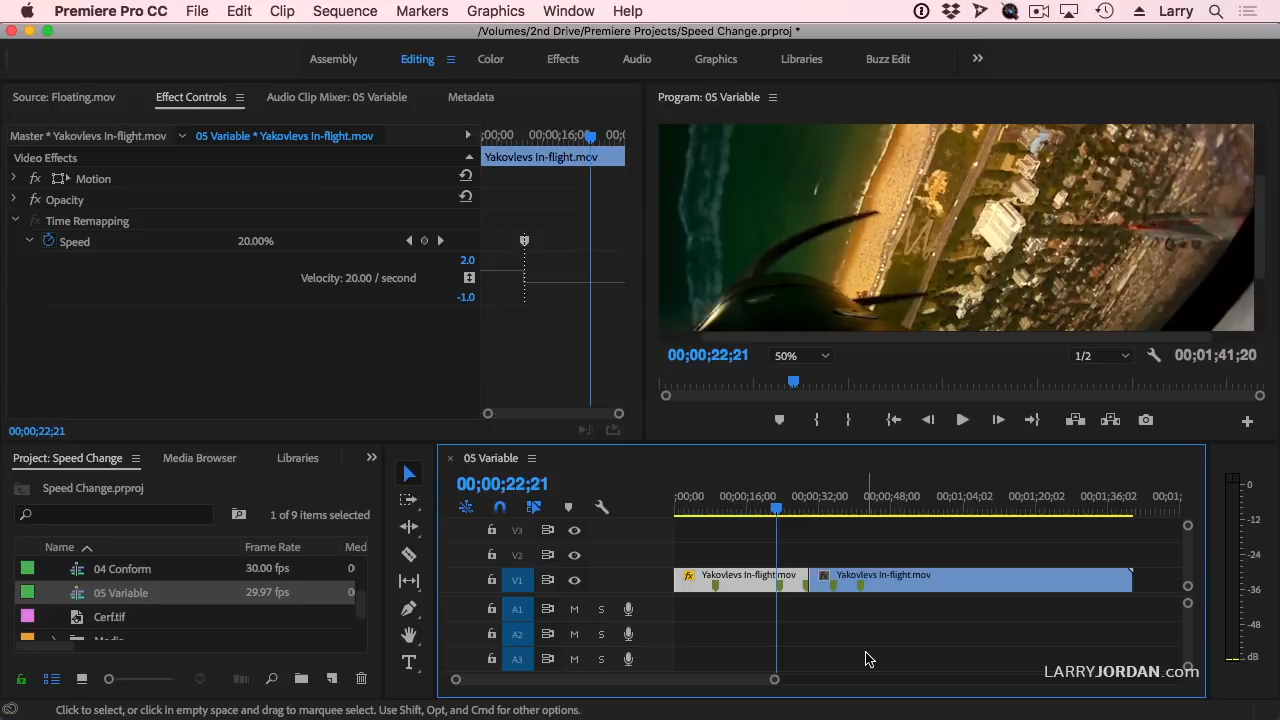 Premiere Pro CC File Edit Clip Sequence Markers Graphics Window Help Larry
/Volumes/2nd Drive/Premiere Projects/Speed Change.prproj *
Assembly Editing Color Effects Audio Graphics Libraries Buzz Edit
Source: Floating.mov Effect Controls Audio Clip Mixer: 05 Variable Metadata
Program: 05 Variable
Master * Yakovlevs In-flight.mov 05 Variable * Yakovlevs In-flight.mov
;00;00 00;00;16;00
Video Effects
Yakovlevs In-flight.mov
fx Motion
fx Opacity
fx Time Remapping
Speed 20.00%
2.0
Velocity: 20.00 / second
-1.0
00;00;22;21
00;00;22;21 50% 1/2 00;01;41;20
Project: Speed Change Media Browser Libraries
Speed Change.prproj
1 of 9 items selected
Name Frame Rate Med
04 Conform 30.00 fps 0
05 Variable 29.97 fps 0
Cerf.tif
05 Variable
00;00;22;21
;00;00 00;00;16;00 00;00;32;00 00;00;48;00 00;01;04;02 00;01;20;02 00;01;36;02 00;01;
V3
V2
V1
fx Yakovlevs In-flight.mov fx Yakovlevs In-flight.mov
A1 M S
A2 M S
A3 M S
0
-12
-24
-36
-48
dB
LARRYJORDAN.com
Click to select, or click in empty space and drag to marquee select. Use Shift, Opt, and Cmd for other options.